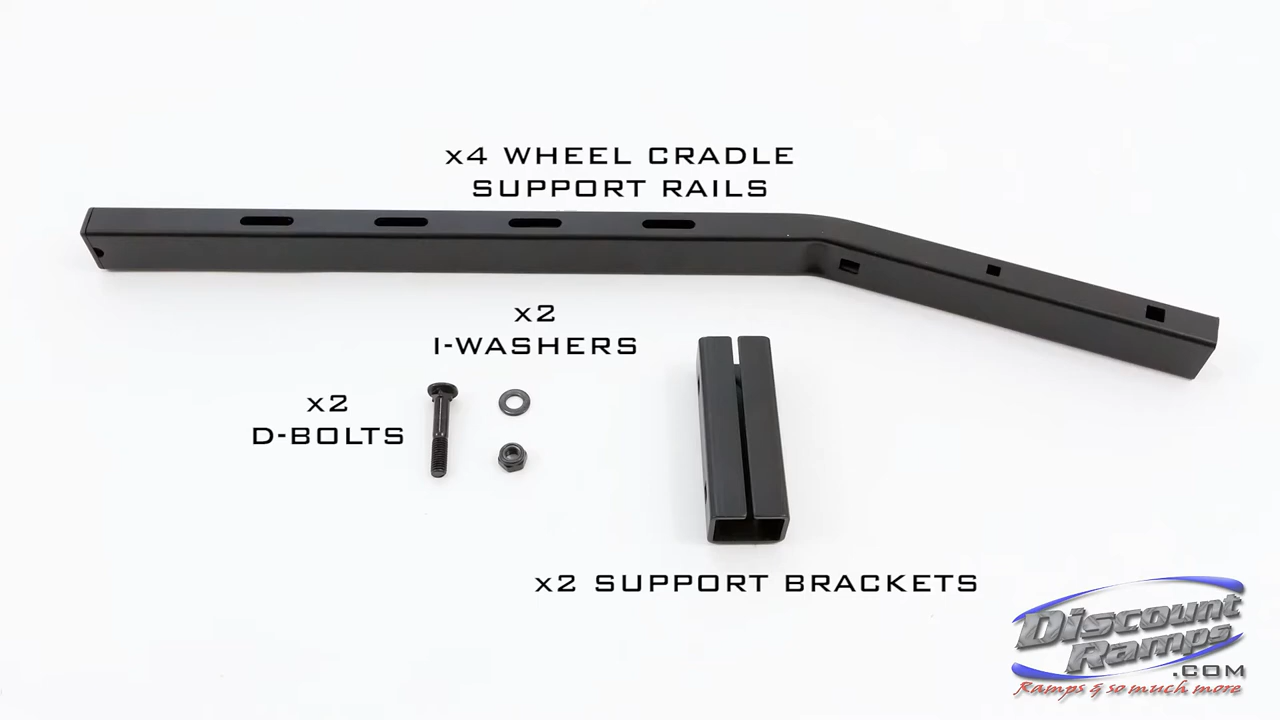 x4 WHEEL CRADLE
SUPPORT RAILS
x2
I-WASHERS
x2
D-BOLTS
x2 SUPPORT BRACKETS
Discount
Ramps
.COM
Ramps & so much more